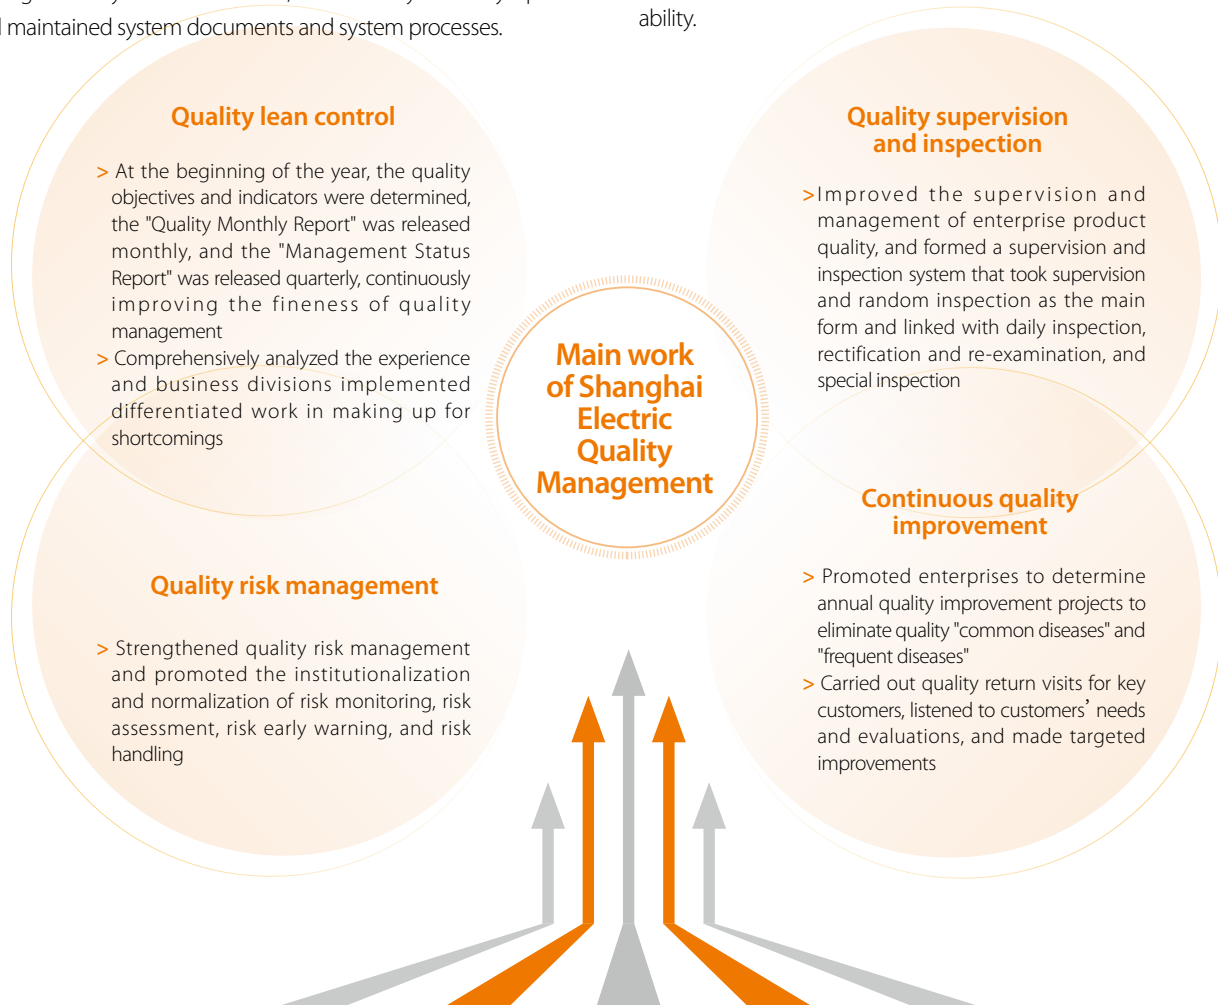 maintained system documents and system processes.
ability.
Quality lean control
> At the beginning of the year, the quality
objectives and indicators were determined,
the "Quality Monthly Report" was released
monthly, and the "Management Status
Report" was released quarterly, continuously
improving the fineness of quality
management
> Comprehensively analyzed the experience
and business divisions implemented
differentiated work in making up for
shortcomings
Quality risk management
> Strengthened quality risk management
and promoted the institutionalization
and normalization of risk monitoring, risk
assessment, risk early warning, and risk
handling
Main work
of Shanghai
Electric
Quality
Management
Quality supervision
and inspection
>Improved the supervision and
management of enterprise product
quality, and formed a supervision and
inspection system that took supervision
and random inspection as the main
form and linked with daily inspection,
rectification and re-examination, and
special inspection
Continuous quality
improvement
> Promoted enterprises to determine
annual quality improvement projects to
eliminate quality "common diseases" and
"frequent diseases"
> Carried out quality return visits for key
customers, listened to customers’ needs
and evaluations, and made targeted
improvements